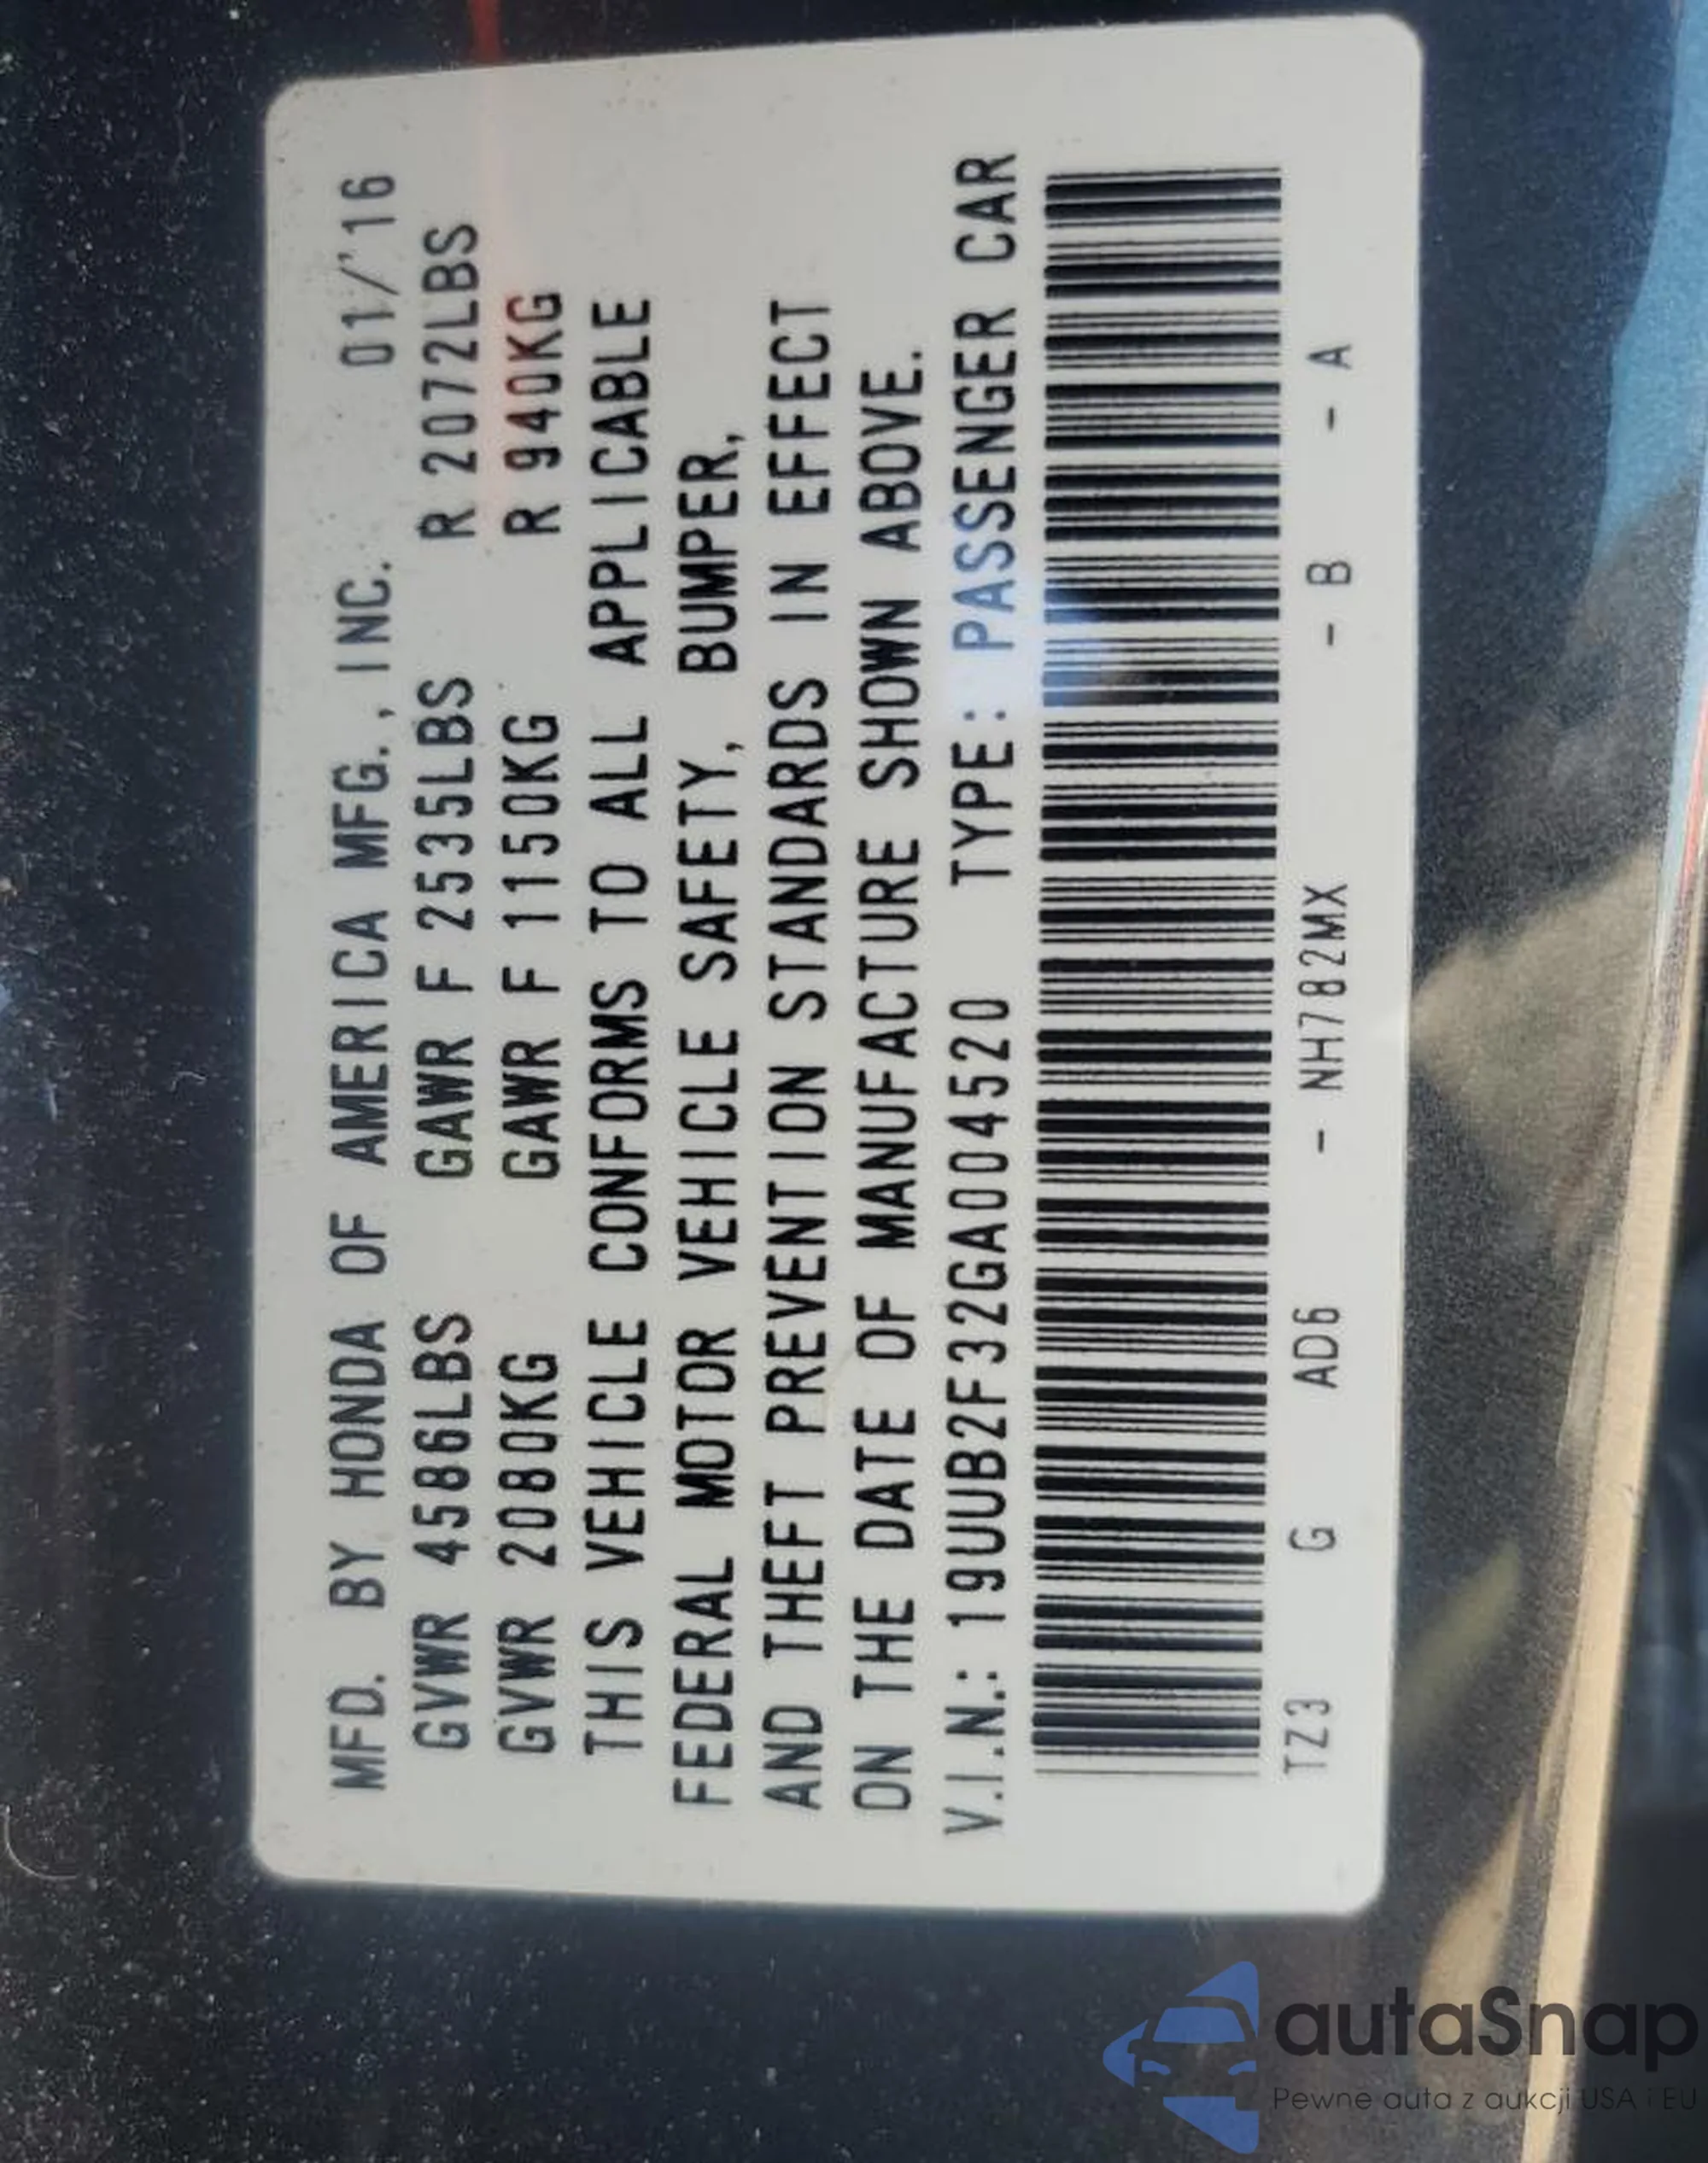 MFD. BY HONDA OF AMERICA MFG., INC. 01/'16
GVWR 4586LBS GAWR F 2535LBS R 2072LBS
GVWR 2080KG GAWR F 1150KG R 940KG
THIS VEHICLE CONFORMS TO ALL APPLICABLE
FEDERAL MOTOR VEHICLE SAFETY, BUMPER,
AND THEFT PREVENTION STANDARDS IN EFFECT
ON THE DATE OF MANUFACTURE SHOWN ABOVE.
V.I.N.: 19UUB2F32GA004520 TYPE: PASSENGER CAR
TZ3 G AD6 - NH782MX - B - A
autaSnap
Pewne auta z aukcji USA i EU